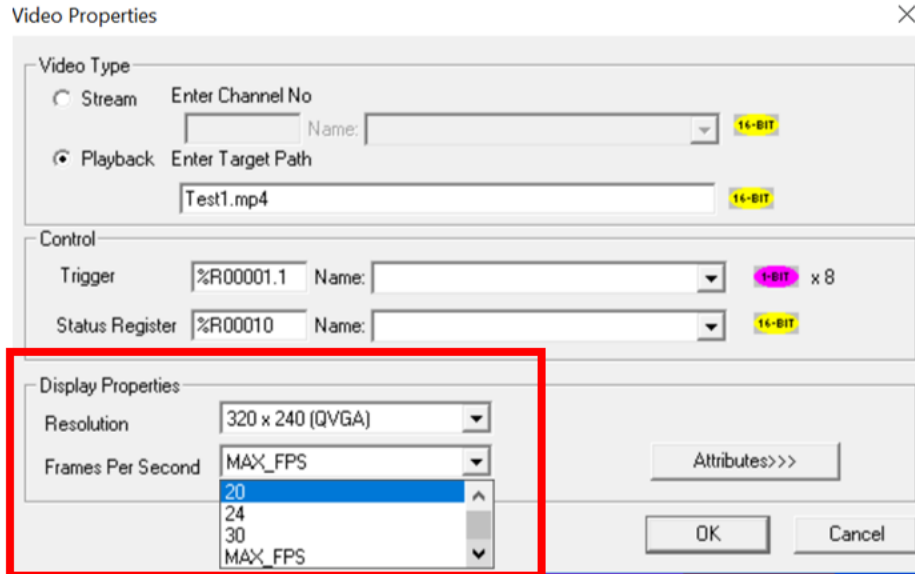 Video Properties
Video Type
Stream Enter Channel No
Name: 16-BIT
Playback Enter Target Path
Test1.mp4 16-BIT
Control
Trigger %R00001.1 Name: 1-BIT x 8
Status Register %R00010 Name: 16-BIT
Display Properties
Resolution 320 x 240 (QVGA)
Frames Per Second MAX_FPS Attributes>>>
20
24
30
MAX_FPS
OK Cancel